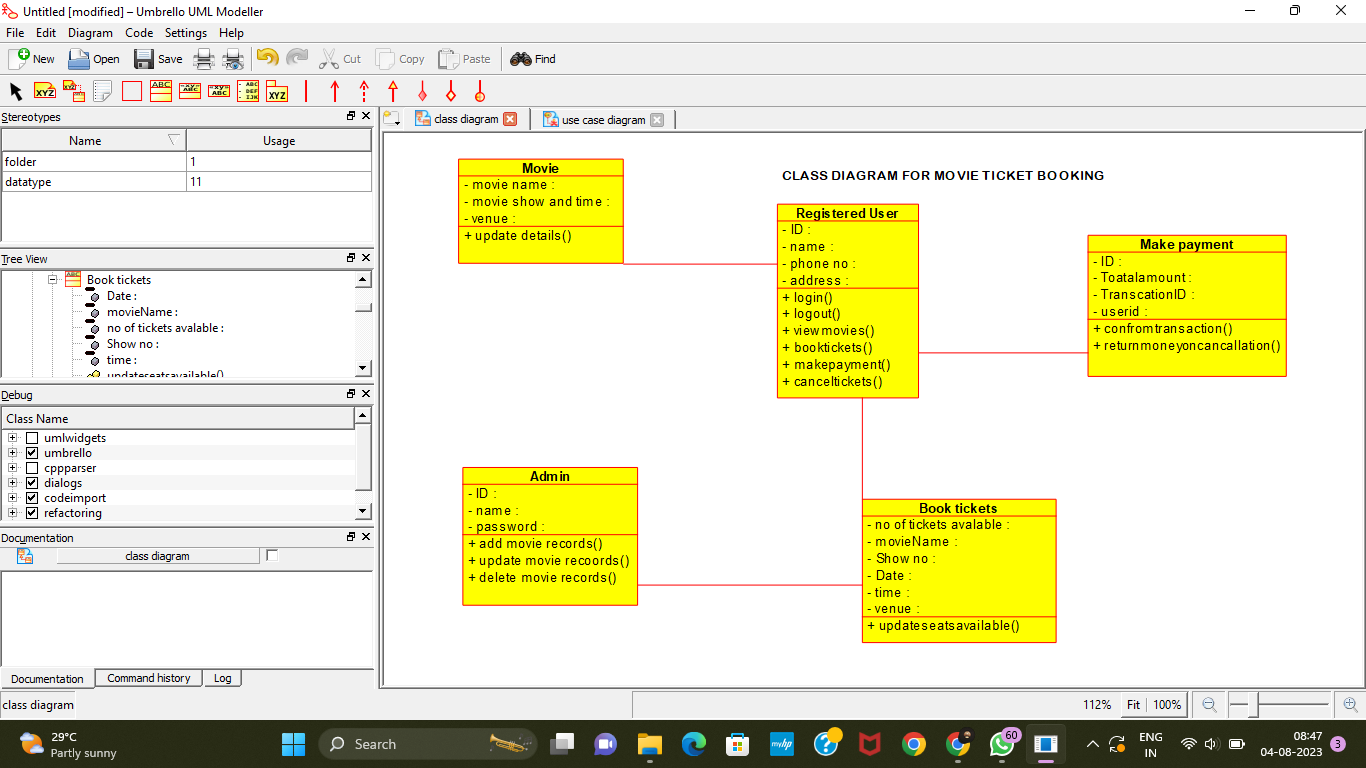 Untitled [modified] – Umbrello UML Modeller
File Edit Diagram Code Settings Help
New Open Save Cut Copy Paste Find
XYZ XYZ ABC -xy= ABC -xy= ABC ABC DEF IJK XYZ
Stereotypes
Name Usage
folder 1
datatype 11
Tree View
Book tickets
Date :
movieName :
no of tickets avalable :
Show no :
time :
updateseatsavailable()
Debug
Class Name
umlwidgets
umbrello
cppparser
dialogs
codeimport
refactoring
Documentation
class diagram
Documentation Command history Log
class diagram
class diagram use case diagram
CLASS DIAGRAM FOR MOVIE TICKET BOOKING
Movie
- movie name :
- movie show and time :
- venue :
+ update details()
Registered User
- ID :
- name :
- phone no :
- address :
+ login()
+ logout()
+ viewmovies()
+ booktickets()
+ makepayment()
+ canceltickets()
Make payment
- ID :
- Toatalamount :
- TranscationID :
- userid :
+ confromtransaction()
+ returnmoneyoncancallation()
Admin
- ID :
- name :
- password :
+ add movie records()
+ update movie recoords()
+ delete movie records()
Book tickets
- no of tickets avalable :
- movieName :
- Show no :
- Date :
- time :
- venue :
+ updateseatsavailable()
112% Fit 100%
29°C
Partly sunny
Search
myhp
60
ENG
IN
08:47
04-08-2023
3